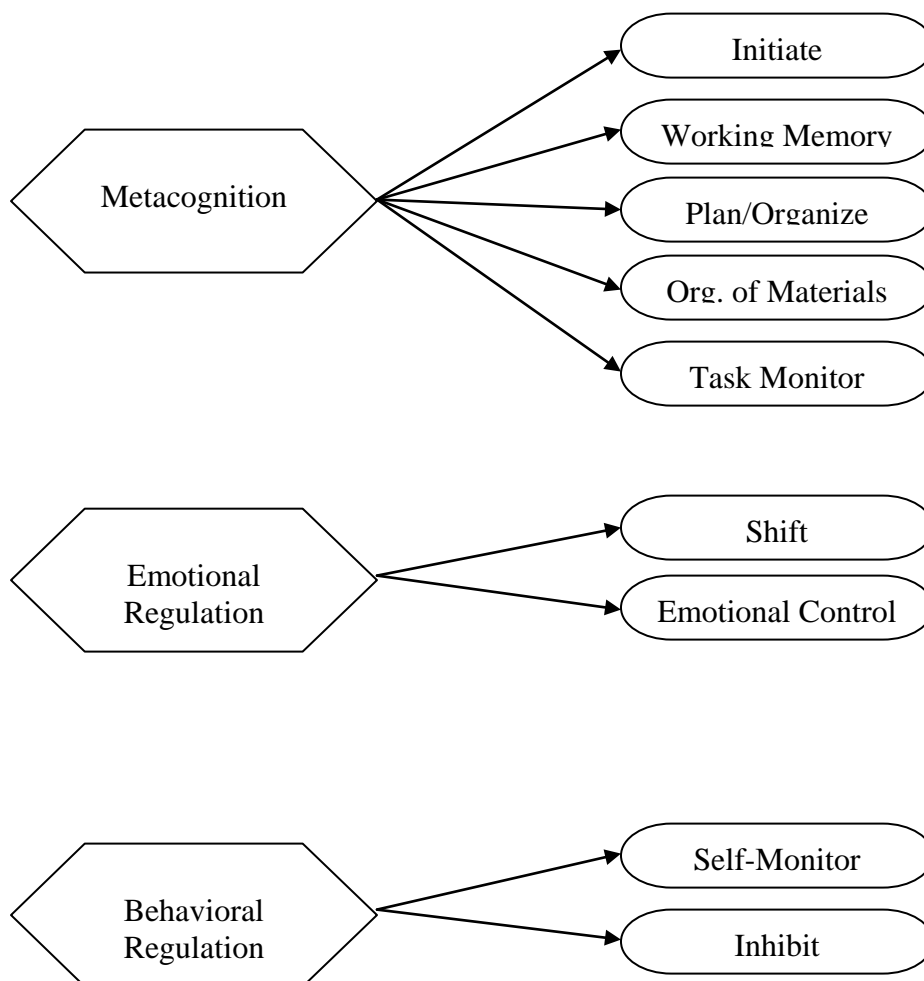 Metacognition
Initiate
Working Memory
Plan/Organize
Org. of Materials
Task Monitor
Emotional
Regulation
Shift
Emotional Control
Behavioral
Regulation
Self-Monitor
Inhibit